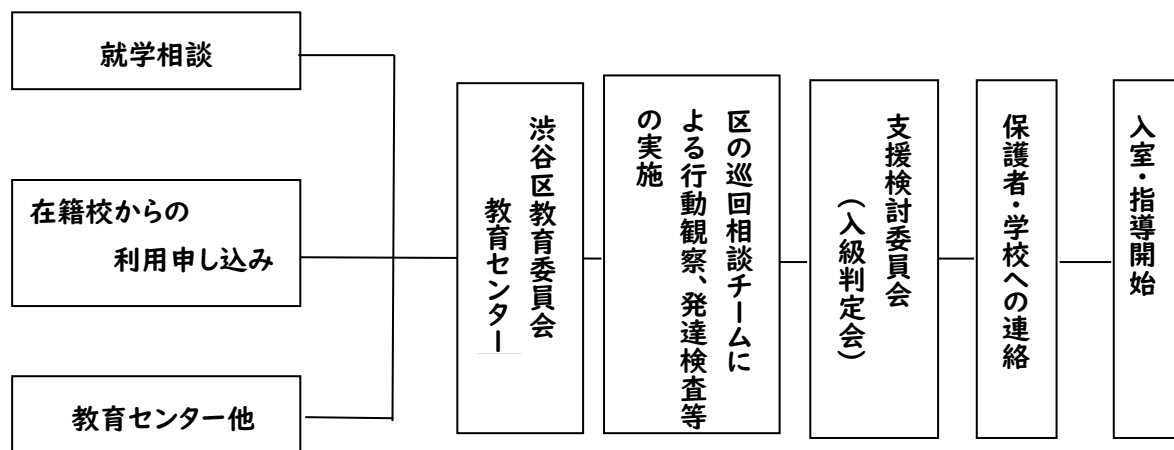 就学相談
在籍校からの
利用申し込み
教育センター他
渋谷区教育委員会
教育センター
区の巡回相談チームに
よる行動観察、発達検査等
の実施
支援検討委員会
(入級判定会)
保護者・学校への連絡
入室・指導開始